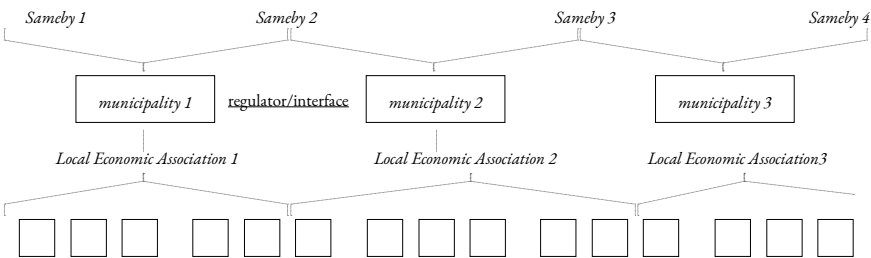 Sameby 1
Sameby 2
Sameby 3
Sameby 4
municipality 1
regulator/interface
municipality 2
municipality 3
Local Economic Association 1
Local Economic Association 2
Local Economic Association3